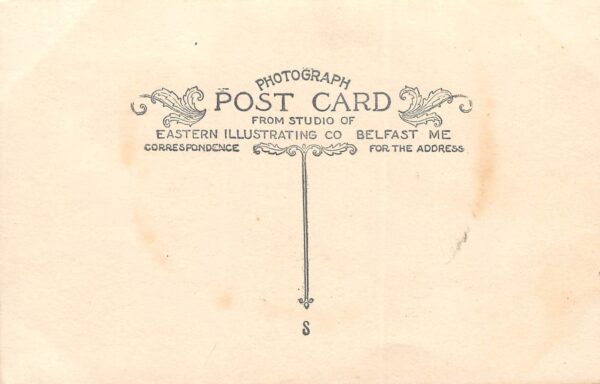 PHOTOGRAPH
POST CARD
FROM STUDIO OF
EASTERN ILLUSTRATING CO BELFAST ME
CORRESPONDENCE FOR THE ADDRESS
S